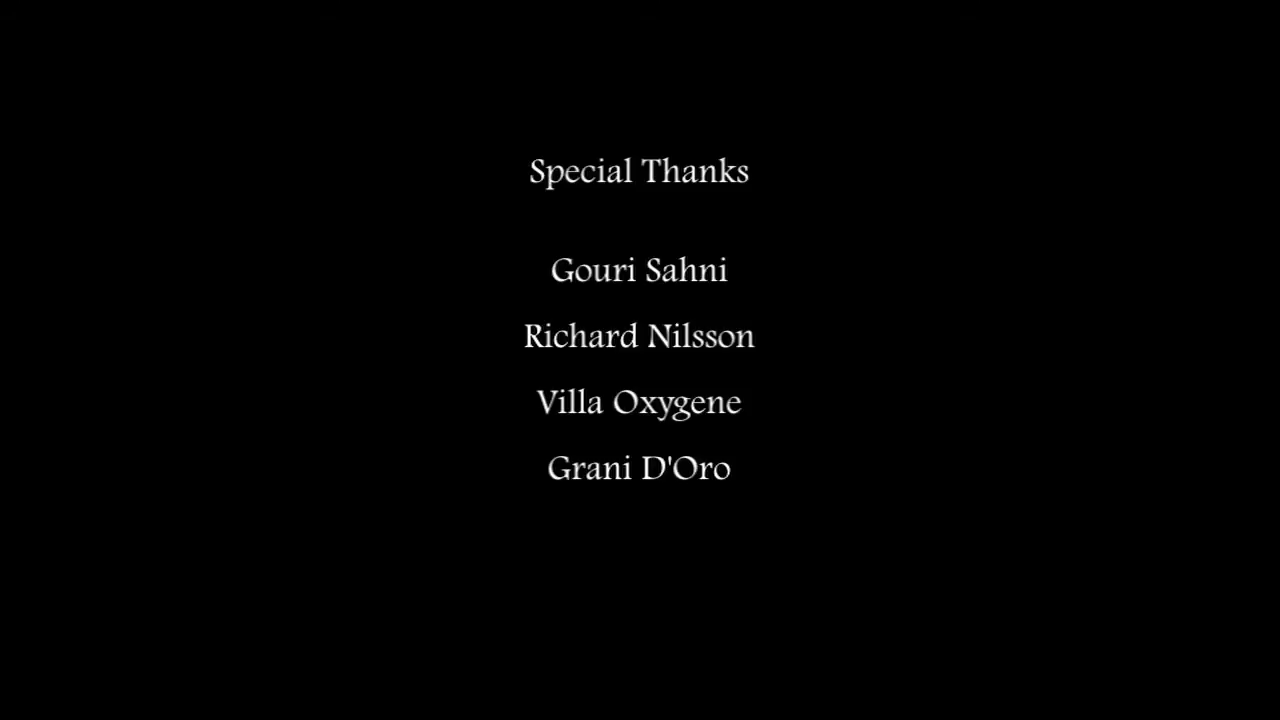 Special Thanks
Gouri Sahni
Richard Nilsson
Villa Oxygene
Grani D'Oro